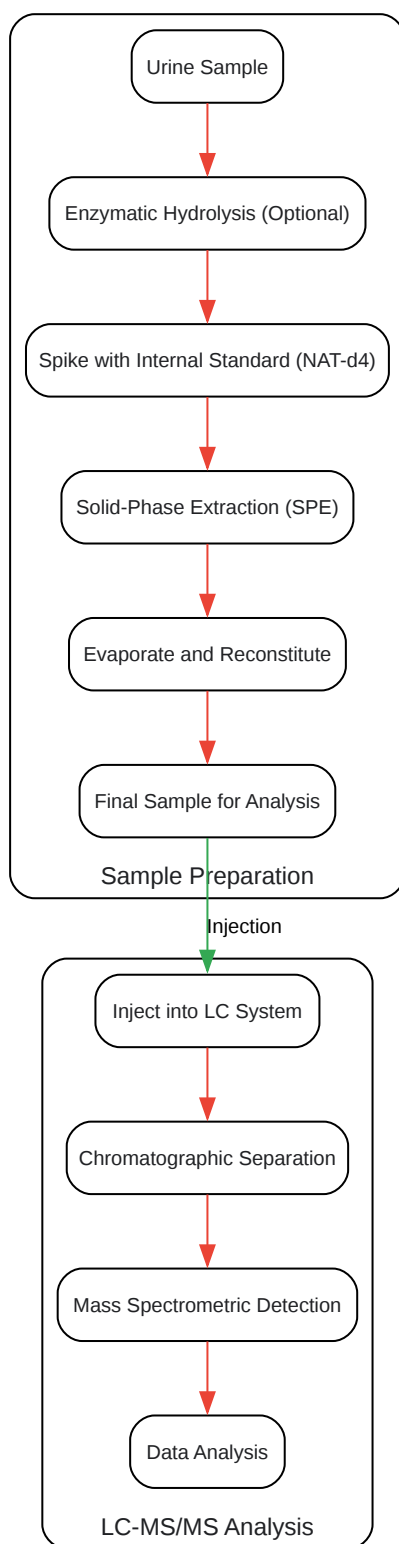 Urine Sample
Enzymatic Hydrolysis (Optional)
Spike with Internal Standard (NAT-d4)
Solid-Phase Extraction (SPE)
Evaporate and Reconstitute
Final Sample for Analysis
Sample Preparation
Injection
Inject into LC System
Chromatographic Separation
Mass Spectrometric Detection
Data Analysis
LC-MS/MS Analysis